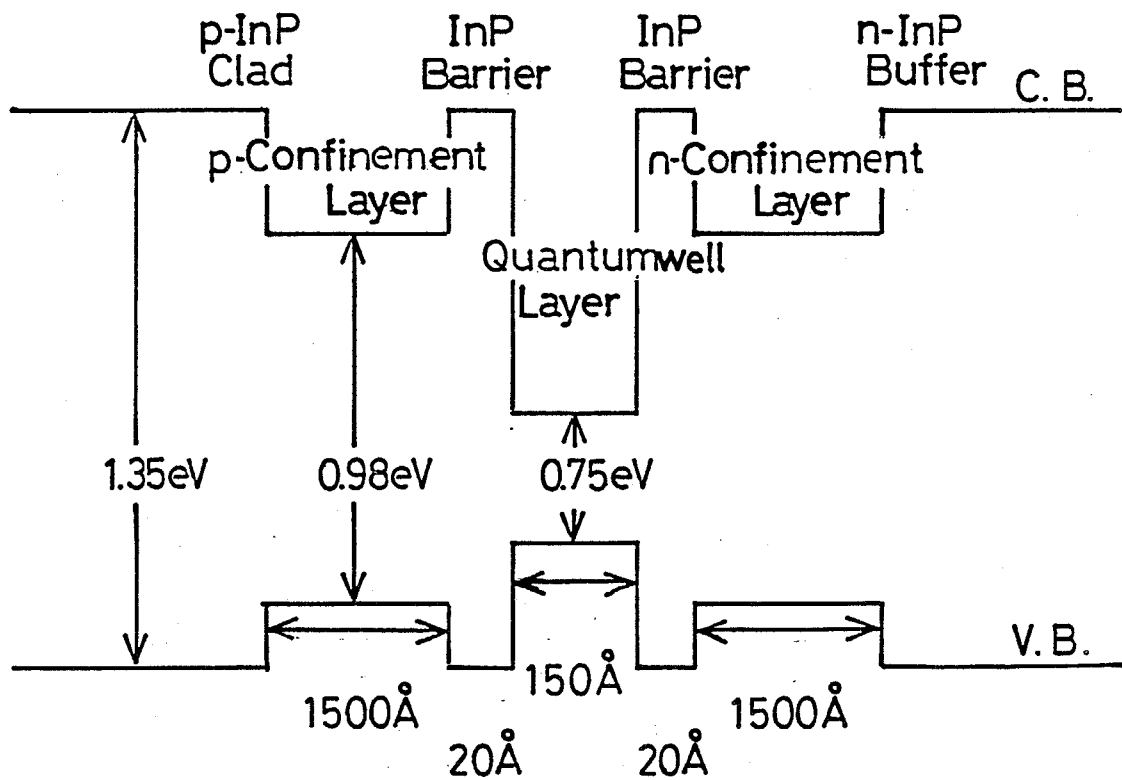 p-InP
Clad
InP
Barrier
InP
Barrier
n-InP
Buffer
C. B.
p-Confinement
Layer
n-Confinement
Layer
Quantumwell
Layer
1.35eV
0.98eV
0.75eV
V. B.
150Å
1500Å
1500Å
20Å
20Å